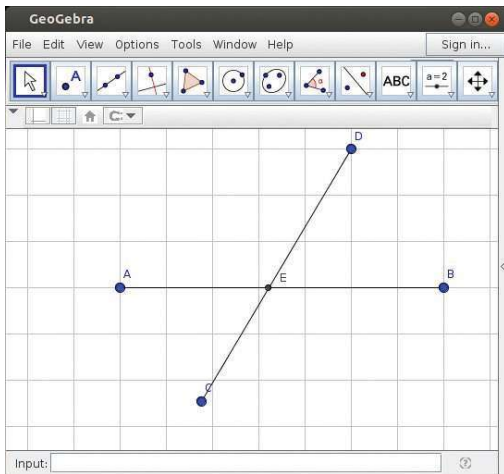 GeoGebra
File Edit View Options Tools Window Help Sign in...
A α ABC a=2
D
A E B
C
Input: